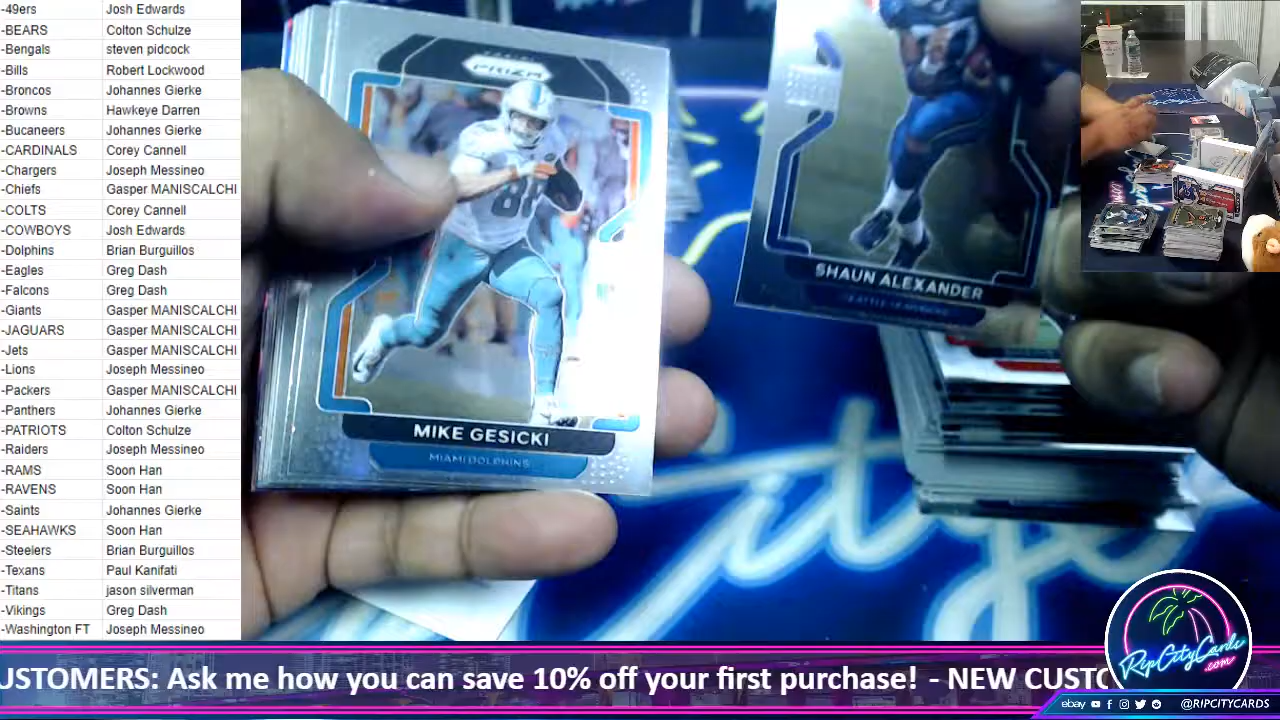 -49ers Josh Edwards
-BEARS Colton Schulze
-Bengals steven pidcock
-Bills Robert Lockwood
-Broncos Johannes Gierke
-Browns Hawkeye Darren
-Bucaneers Johannes Gierke
-CARDINALS Corey Cannell
-Chargers Joseph Messineo
-Chiefs Gasper MANISCALCHI
-COLTS Corey Cannell
-COWBOYS Josh Edwards
-Dolphins Brian Burguillos
-Eagles Greg Dash
-Falcons Greg Dash
-Giants Gasper MANISCALCHI
-JAGUARS Gasper MANISCALCHI
-Jets Gasper MANISCALCHI
-Lions Joseph Messineo
-Packers Gasper MANISCALCHI
-Panthers Johannes Gierke
-PATRIOTS Colton Schulze
-Raiders Joseph Messineo
-RAMS Soon Han
-RAVENS Soon Han
-Saints Johannes Gierke
-SEAHAWKS Soon Han
-Steelers Brian Burguillos
-Texans Paul Kanifati
-Titans jason silverman
-Vikings Greg Dash
-Washington FT Joseph Messineo
PRIZM
88
MIKE GESICKI
MIAMI DOLPHINS
SHAUN ALEXANDER
SEATTLE SEAHAWKS
USTOMERS: Ask me how you can save 10% off your first purchase! - NEW CUSTO
RipCityCards
.com
ebay @RIPCITYCARDS